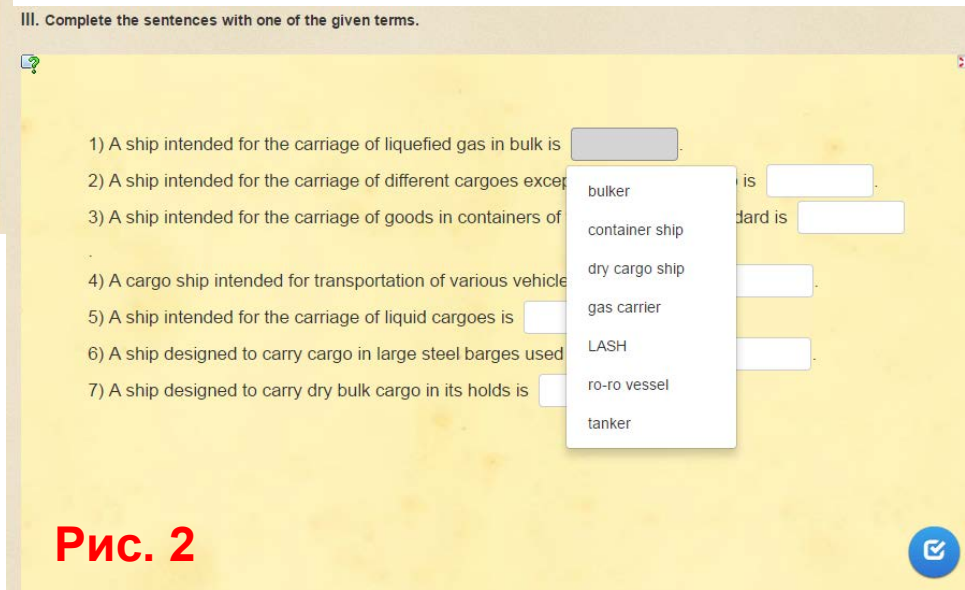 III. Complete the sentences with one of the given terms.
1) A ship intended for the carriage of liquefied gas in bulk is .
2) A ship intended for the carriage of different cargoes is .
3) A ship intended for the carriage of goods in containers of is
.
4) A cargo ship intended for transportation of various .
5) A ship intended for the carriage of liquid cargoes is
6) A ship designed to carry cargo in large steel barges used .
7) A ship designed to carry dry bulk cargo in its holds is
bulker
container ship
dry cargo ship
gas carrier
LASH
ro-ro vessel
tanker
Рис. 2